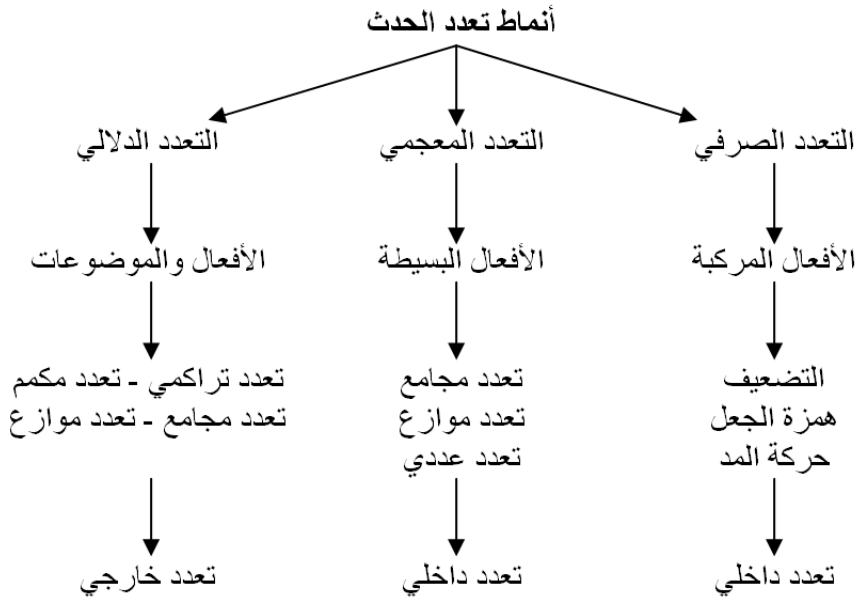 أنماط تعدد الحدث
التعدد الصرفي
التعدد المعجمي
التعدد الدلالي
الأفعال المركبة
الأفعال البسيطة
الأفعال والموضوعات
التضعيف
همزة الجعل
حركة المد
تعدد مجامع
تعدد موازع
تعدد عددي
تعدد تراكمي - تعدد مكمم
تعدد مجامع - تعدد موازع
تعدد داخلي
تعدد داخلي
تعدد خارجي